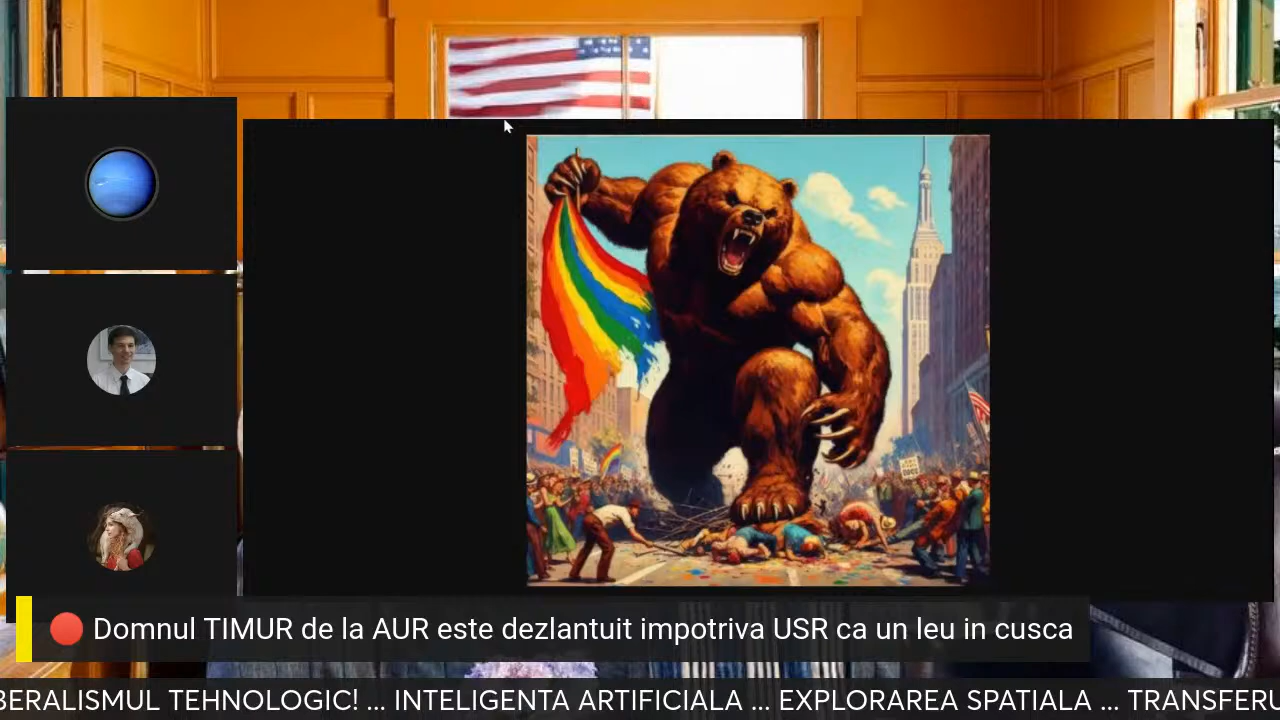 Domnul TIMUR de la AUR este dezlantuit impotriva USR ca un leu in cusca
BERALISMUL TEHNOLOGIC! ... INTELIGENTA ARTIFICIALA ... EXPLORAREA SPATIALA ... TRANSFERU